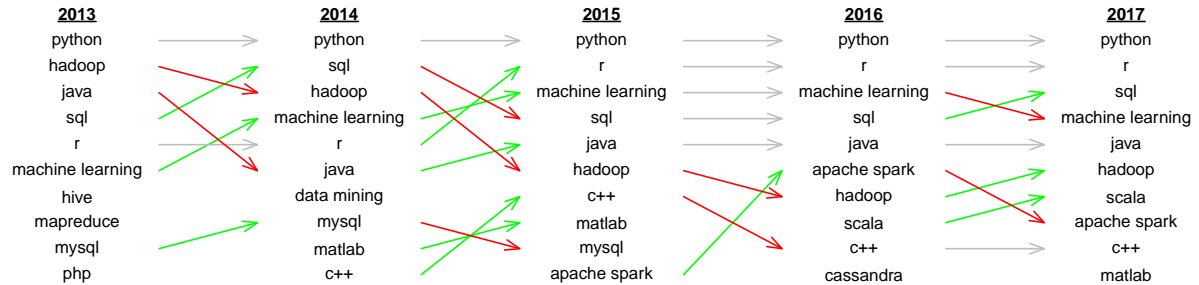 2013 2014 2015 2016 2017
python python python python python
hadoop sql r r r
java hadoop machine learning machine learning sql
sql machine learning sql sql machine learning
r r java java java
machine learning java hadoop apache spark hadoop
hive data mining c++ hadoop scala
mapreduce mysql matlab scala apache spark
mysql matlab mysql c++ c++
php c++ apache spark cassandra matlab